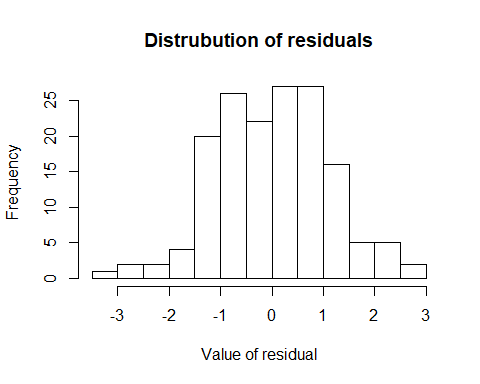 Distrubution of residuals
Frequency
25
20
15
10
5
0
-3 -2 -1 0 1 2 3
Value of residual